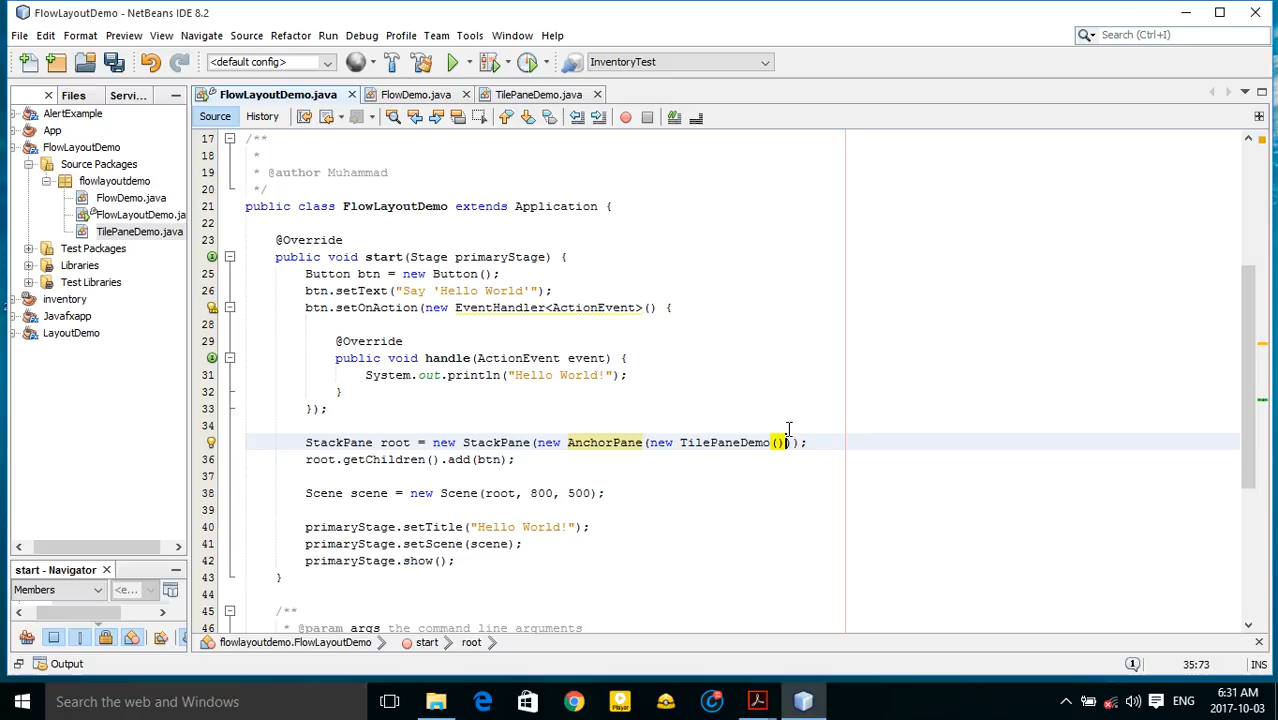 FlowLayoutDemo - NetBeans IDE 8.2
File Edit Format Preview View Navigate Source Refactor Run Debug Profile Team Tools Window Help
Search (Ctrl+I)
<default config>
InventoryTest
Files
Servi...
FlowLayoutDemo.java
FlowDemo.java
TilePaneDemo.java
Source
History
AlertExample
App
FlowLayoutDemo
Source Packages
flowlayoutdemo
FlowDemo.java
FlowLayoutDemo.ja
TilePaneDemo.java
Test Packages
Libraries
Test Libraries
inventory
Javafxapp
LayoutDemo
17 /**
18 *
19 * @author Muhammad
20 */
21 public class FlowLayoutDemo extends Application {
22
23 @Override
public void start(Stage primaryStage) {
25 Button btn = new Button();
26 btn.setText("Say 'Hello World'");
btn.setOnAction(new EventHandler<ActionEvent>() {
28
29 @Override
public void handle(ActionEvent event) {
31 System.out.println("Hello World!");
32 }
33 });
34
StackPane root = new StackPane(new AnchorPane(new TilePaneDemo()));
36 root.getChildren().add(btn);
37
38 Scene scene = new Scene(root, 800, 500);
39
40 primaryStage.setTitle("Hello World!");
41 primaryStage.setScene(scene);
42 primaryStage.show();
43 }
44
45 /**
46 * @param args the command line arguments
start - Navigator
Members
<e...
flowlayoutdemo.FlowLayoutDemo
start
root
Output
1
35:73
INS
Search the web and Windows
Player
ENG
6:31 AM
2017-10-03